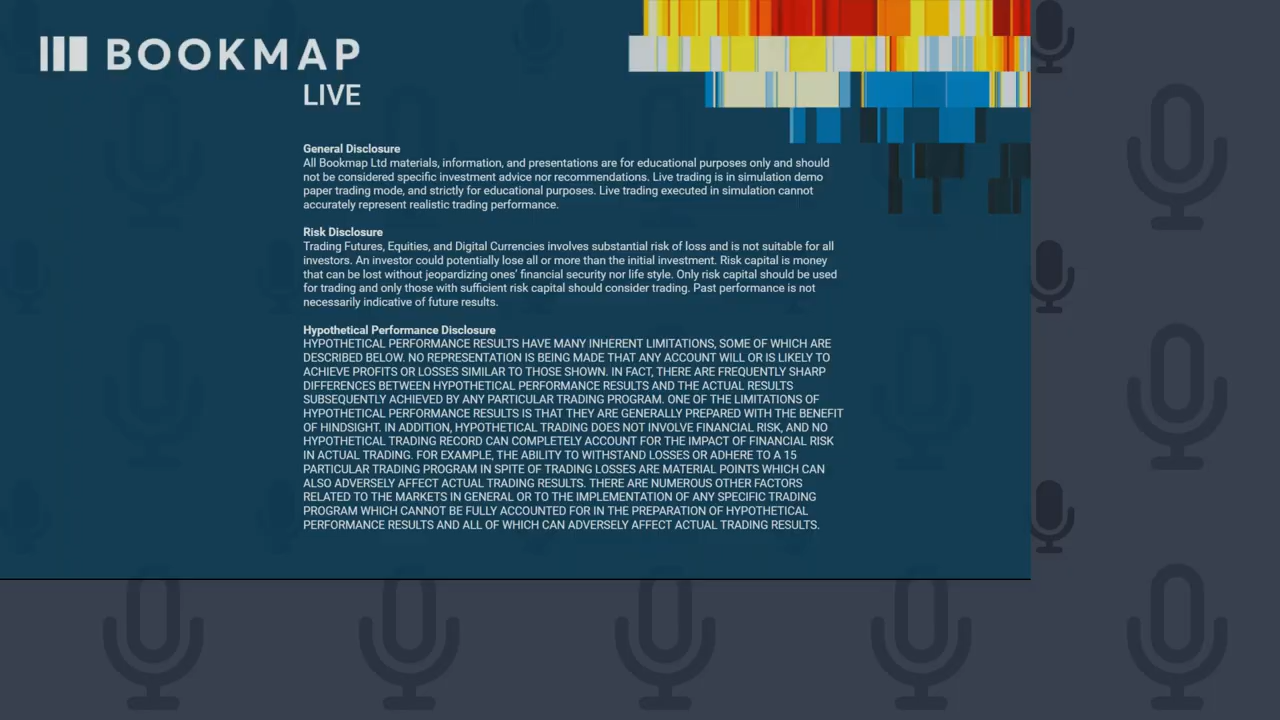 BOOKMAP
LIVE
General Disclosure
All Bookmap Ltd materials, information, and presentations are for educational purposes only and should
not be considered specific investment advice nor recommendations. Live trading is in simulation demo
paper trading mode, and strictly for educational purposes. Live trading executed in simulation cannot
accurately represent realistic trading performance.
Risk Disclosure
Trading Futures, Equities, and Digital Currencies involves substantial risk of loss and is not suitable for all
investors. An investor could potentially lose all or more than the initial investment. Risk capital is money
that can be lost without jeopardizing ones' financial security nor life style. Only risk capital should be used
for trading and only those with sufficient risk capital should consider trading. Past performance is not
necessarily indicative of future results.
Hypothetical Performance Disclosure
HYPOTHETICAL PERFORMANCE RESULTS HAVE MANY INHERENT LIMITATIONS, SOME OF WHICH ARE
DESCRIBED BELOW. NO REPRESENTATION IS BEING MADE THAT ANY ACCOUNT WILL OR IS LIKELY TO
ACHIEVE PROFITS OR LOSSES SIMILAR TO THOSE SHOWN. IN FACT, THERE ARE FREQUENTLY SHARP
DIFFERENCES BETWEEN HYPOTHETICAL PERFORMANCE RESULTS AND THE ACTUAL RESULTS
SUBSEQUENTLY ACHIEVED BY ANY PARTICULAR TRADING PROGRAM. ONE OF THE LIMITATIONS OF
HYPOTHETICAL PERFORMANCE RESULTS IS THAT THEY ARE GENERALLY PREPARED WITH THE BENEFIT
OF HINDSIGHT. IN ADDITION, HYPOTHETICAL TRADING DOES NOT INVOLVE FINANCIAL RISK, AND NO
HYPOTHETICAL TRADING RECORD CAN COMPLETELY ACCOUNT FOR THE IMPACT OF FINANCIAL RISK
IN ACTUAL TRADING. FOR EXAMPLE, THE ABILITY TO WITHSTAND LOSSES OR ADHERE TO A 15
PARTICULAR TRADING PROGRAM IN SPITE OF TRADING LOSSES ARE MATERIAL POINTS WHICH CAN
ALSO ADVERSELY AFFECT ACTUAL TRADING RESULTS. THERE ARE NUMEROUS OTHER FACTORS
RELATED TO THE MARKETS IN GENERAL OR TO THE IMPLEMENTATION OF ANY SPECIFIC TRADING
PROGRAM WHICH CANNOT BE FULLY ACCOUNTED FOR IN THE PREPARATION OF HYPOTHETICAL
PERFORMANCE RESULTS AND ALL OF WHICH CAN ADVERSELY AFFECT ACTUAL TRADING RESULTS.